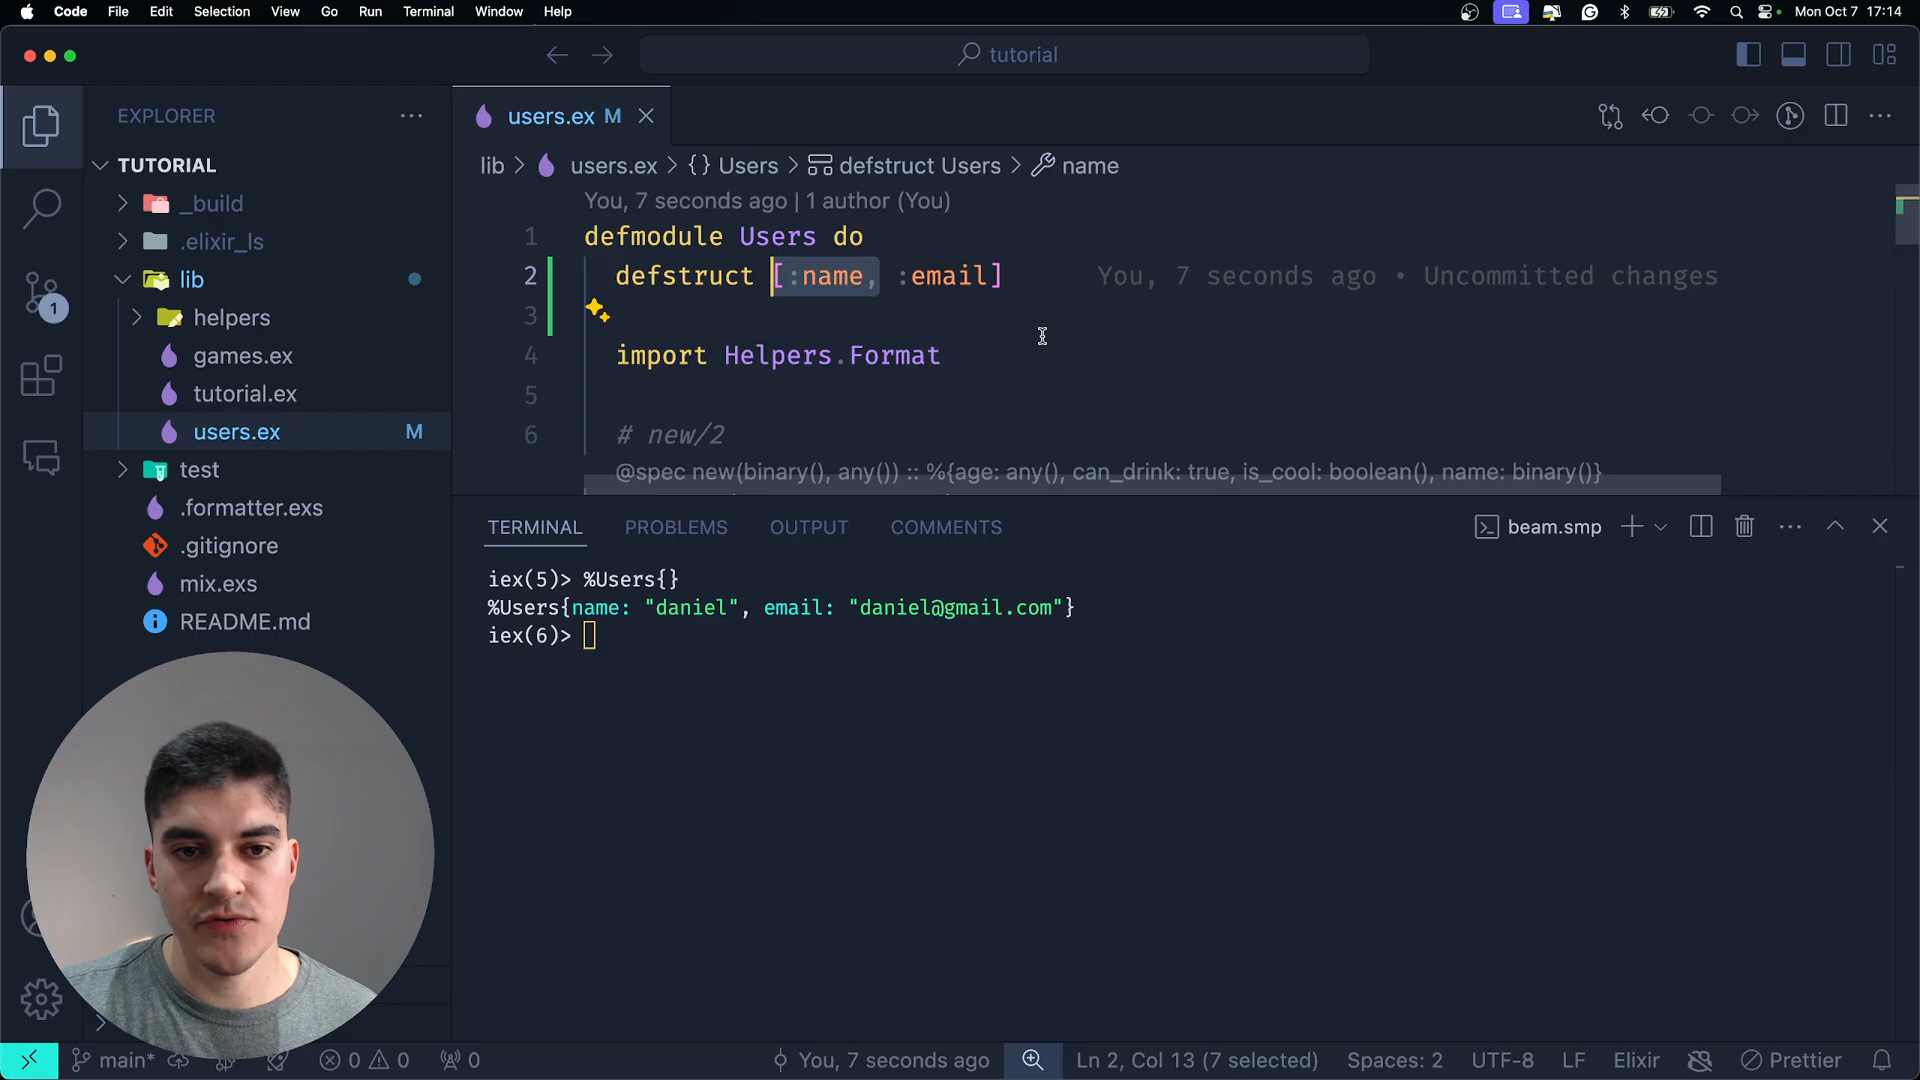 Code File Edit Selection View Go Run Terminal Window Help Mon Oct 7 17:14
tutorial
EXPLORER
TUTORIAL
_build
.elixir_ls
lib
helpers
games.ex
tutorial.ex
users.ex M
test
.formatter.exs
.gitignore
mix.exs
README.md
1
users.ex M
lib > users.ex > {} Users > defstruct Users > name
You, 7 seconds ago | 1 author (You)
1 defmodule Users do
2 defstruct [:name, :email] You, 7 seconds ago • Uncommitted changes
3
4 import Helpers.Format
5
6 # new/2
@spec new(binary(), any()) :: %{age: any(), can_drink: true, is_cool: boolean(), name: binary()}
TERMINAL PROBLEMS OUTPUT COMMENTS beam.smp
iex(5)> %Users{}
%Users{name: "daniel", email: "daniel@gmail.com"}
iex(6)>
main* 0 0 0 You, 7 seconds ago Ln 2, Col 13 (7 selected) Spaces: 2 UTF-8 LF Elixir Prettier